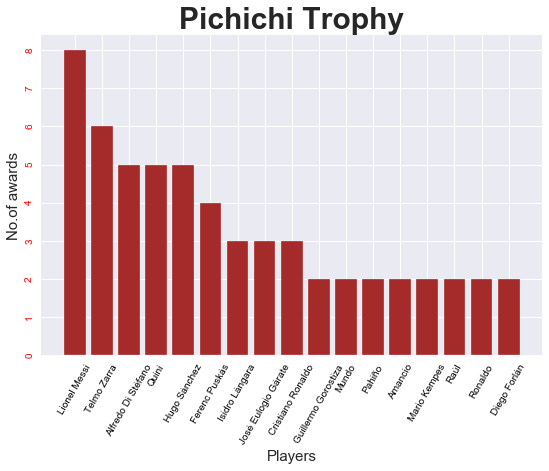 Pichichi Trophy
No.of awards
8
7
6
5
4
3
2
1
0
Lionel Messi
Telmo Zarra
Alfredo Di Stéfano
Quini
Hugo Sánchez
Ferenc Puskás
Isidro Lángara
José Eulogio Gárate
Cristiano Ronaldo
Guillermo Gorostiza
Mundo
Pahiño
Amancio
Mario Kempes
Raúl
Ronaldo
Diego Forlán
Players